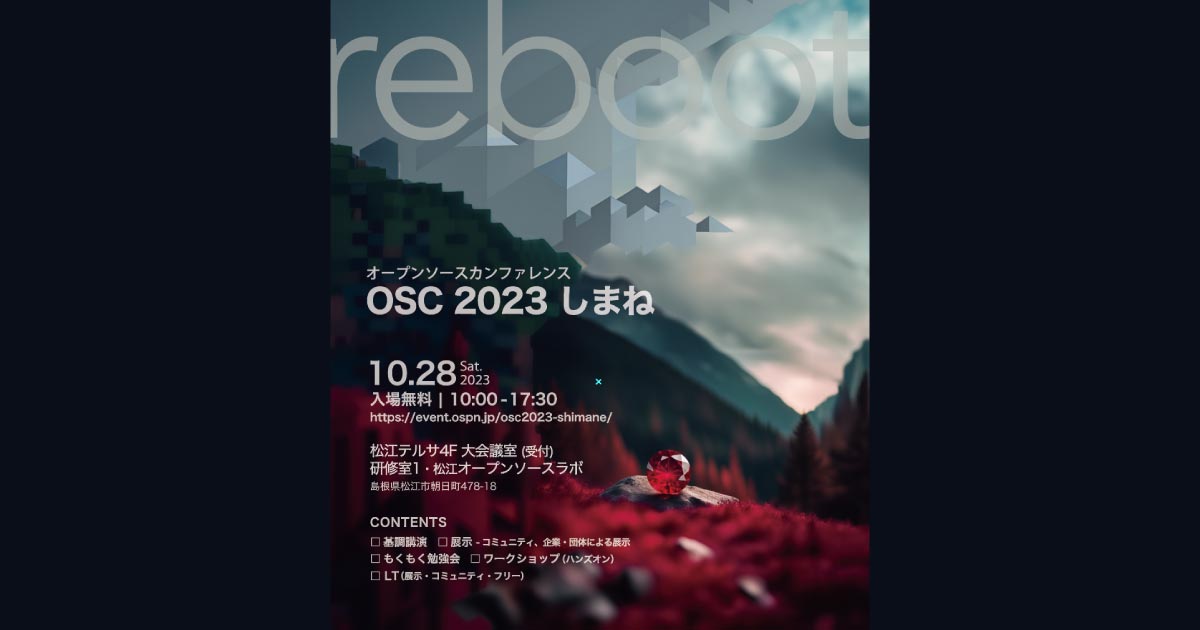 reboot
オープンソースカンファレンス
OSC 2023 しまね
10.28 Sat. 2023
入場無料 | 10:00-17:30
https://event.ospn.jp/osc2023-shimane/
松江テルサ4F 大会議室 (受付)
研修室1・松江オープンソースラボ
島根県松江市朝日町478-18
CONTENTS
□ 基調講演 □ 展示 - コミュニティ、企業・団体による展示
□ もくもく勉強会 □ ワークショップ (ハンズオン)
□ LT (展示・コミュニティ・フリー)